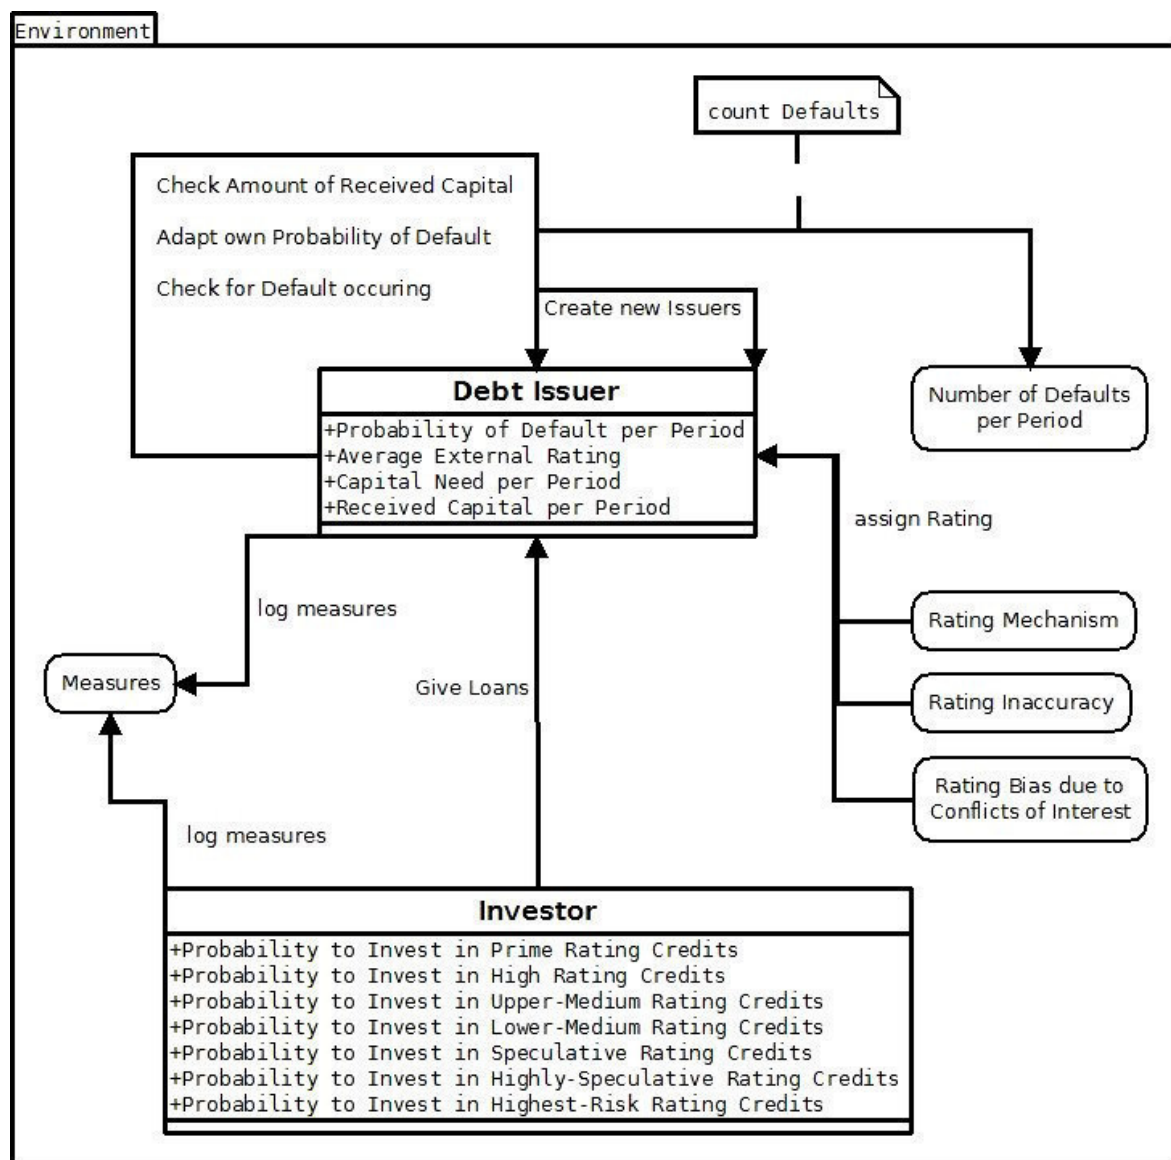 Environment
count Defaults
Check Amount of Received Capital
Adapt own Probability of Default
Check for Default occuring
Create new Issuers
Debt Issuer
+Probability of Default per Period
+Average External Rating
+Capital Need per Period
+Received Capital per Period
Number of Defaults
per Period
assign Rating
log measures
Rating Mechanism
Measures
Give Loans
Rating Inaccuracy
Rating Bias due to
Conflicts of Interest
log measures
Investor
+Probability to Invest in Prime Rating Credits
+Probability to Invest in High Rating Credits
+Probability to Invest in Upper-Medium Rating Credits
+Probability to Invest in Lower-Medium Rating Credits
+Probability to Invest in Speculative Rating Credits
+Probability to Invest in Highly-Speculative Rating Credits
+Probability to Invest in Highest-Risk Rating Credits